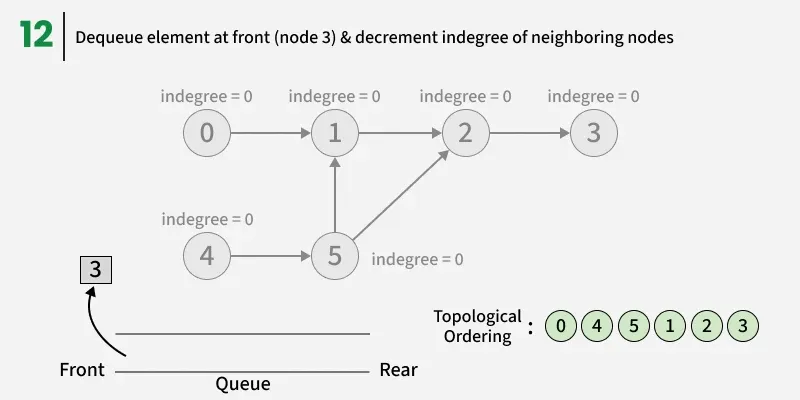 12
Dequeue element at front (node 3) & decrement indegree of neighboring nodes
indegree = 0 indegree = 0 indegree = 0 indegree = 0
0 1 2 3
indegree = 0
4 5
indegree = 0
3
Topological
Ordering : 0 4 5 1 2 3
Front Rear
Queue